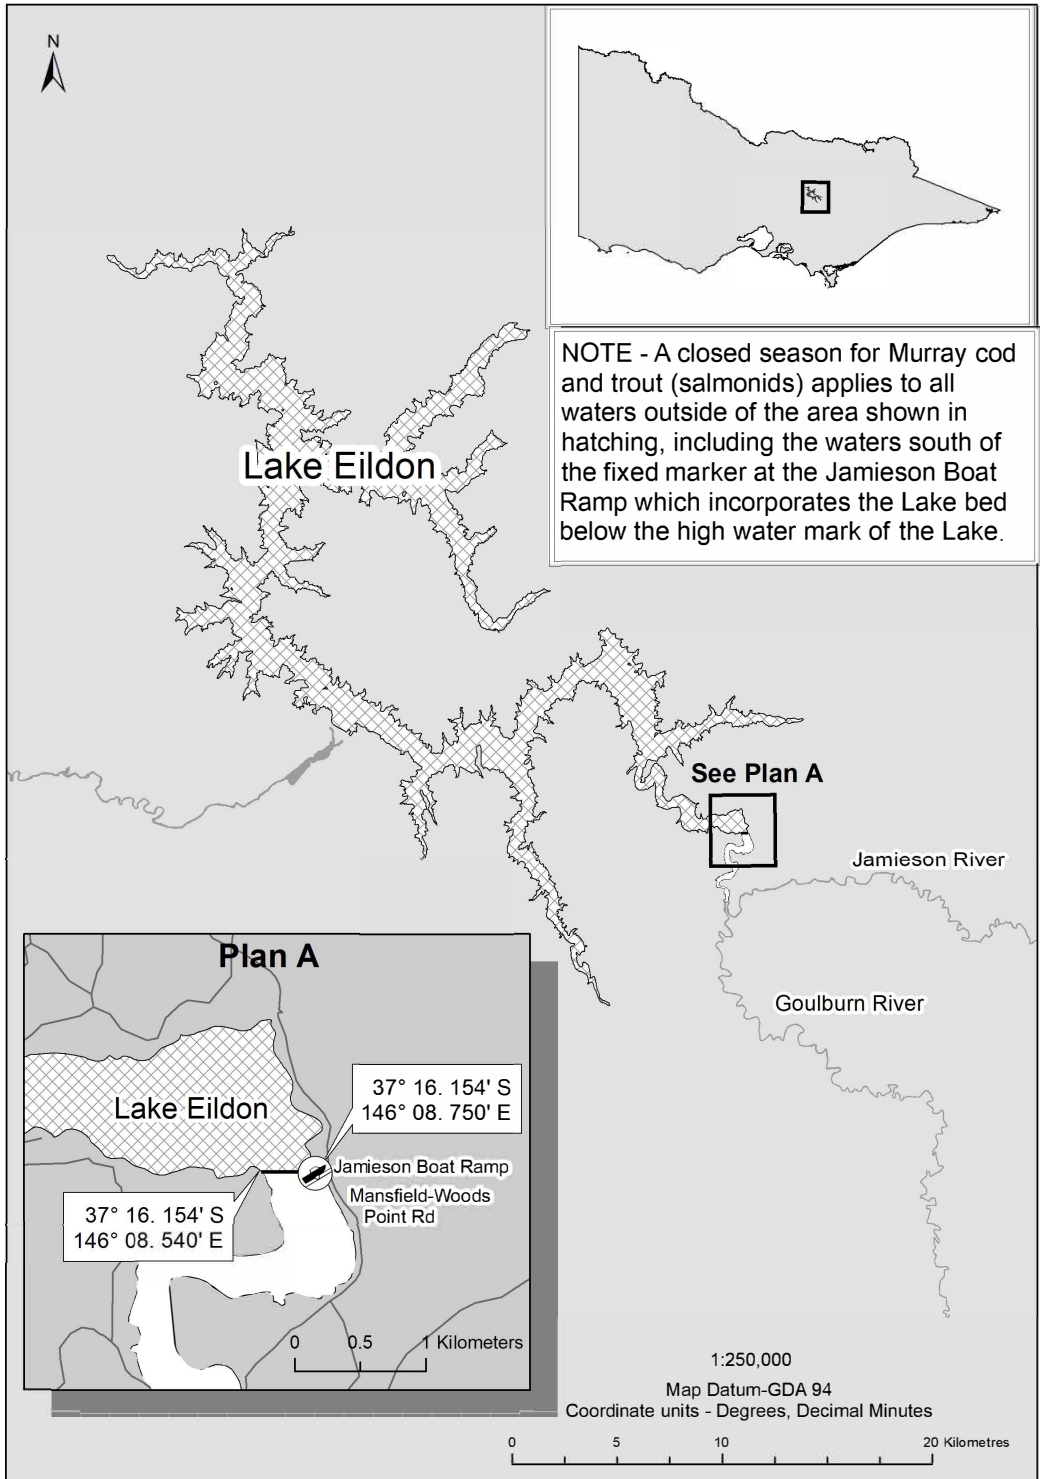 N
NOTE - A closed season for Murray cod
and trout (salmonids) applies to all
waters outside of the area shown in
hatching, including the waters south of
the fixed marker at the Jamieson Boat
Ramp which incorporates the Lake bed
below the high water mark of the Lake.
Lake Eildon
See Plan A
Jamieson River
Goulburn River
Plan A
37° 16. 154' S
146° 08. 750' E
Lake Eildon
Jamieson Boat Ramp
Mansfield-Woods
Point Rd
37° 16. 154' S
146° 08. 540' E
0 0.5 1 Kilometers
1:250,000
Map Datum-GDA 94
Coordinate units - Degrees, Decimal Minutes
0 5 10 20 Kilometres